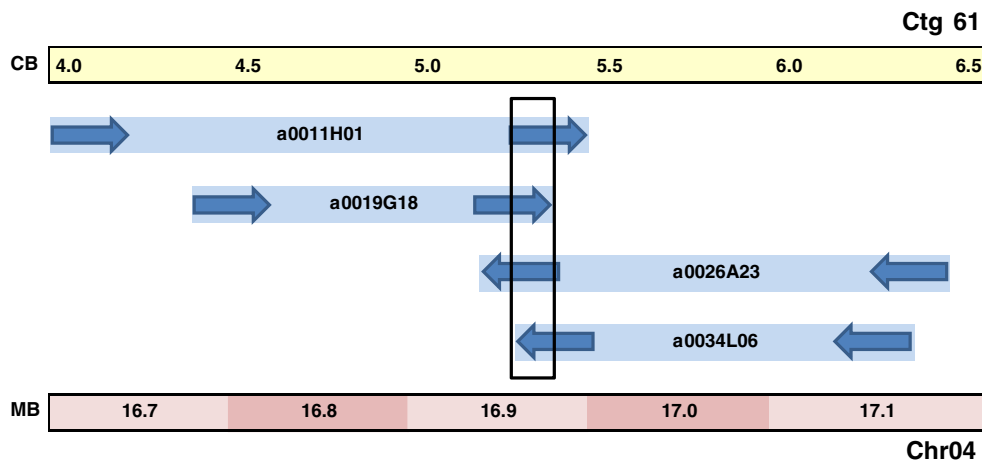 Ctg 61
CB 4.0 4.5 5.0 5.5 6.0 6.5
a0011H01
a0019G18
a0026A23
a0034L06
MB 16.7 16.8 16.9 17.0 17.1
Chr04